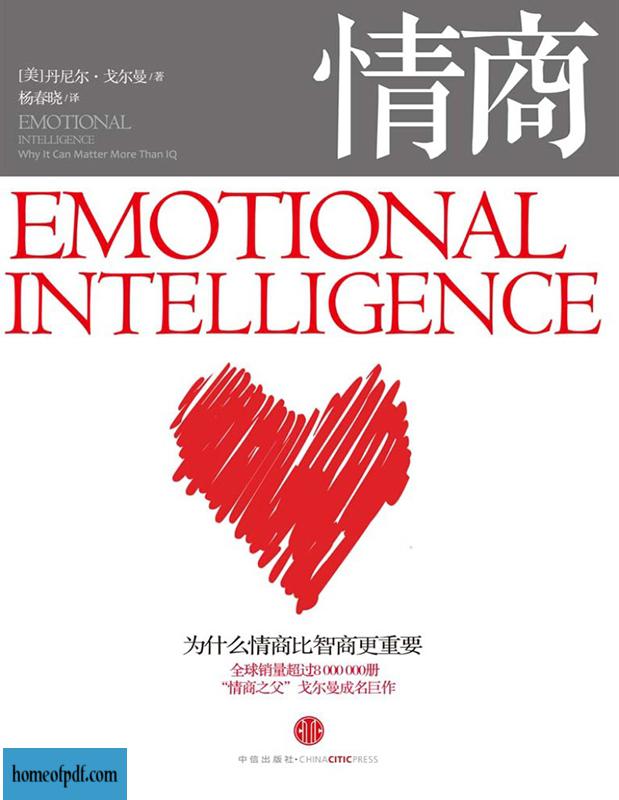 情商
[美]丹尼尔·戈尔曼/著
杨春晓/译
EMOTIONAL
INTELLIGENCE
Why It Can Matter More Than IQ
EMOTIONAL
INTELLIGENCE
为什么情商比智商更重要
全球销量超过8 000 000册
“情商之父”戈尔曼成名巨作
中信出版社·CHINACITICPRESS
homeofpdf.com